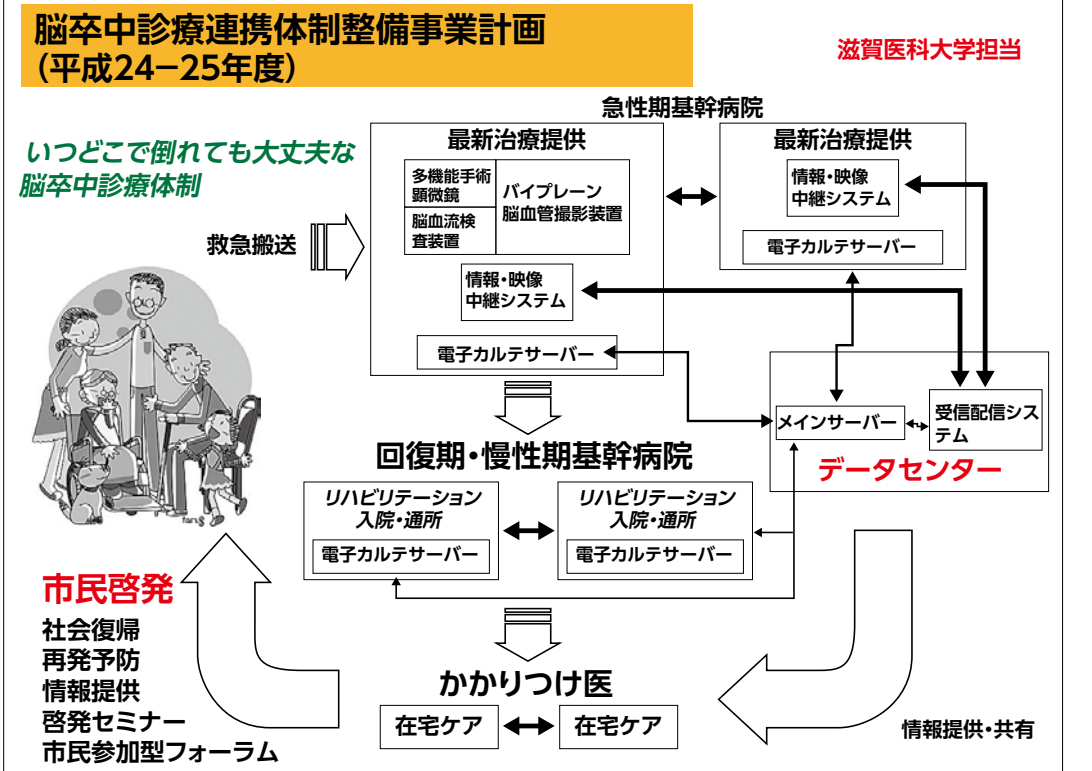 脳卒中診療連携体制整備事業計画
(平成24−25年度)
滋賀医科大学担当
いつどこで倒れても大丈夫な
脳卒中診療体制
救急搬送
急性期基幹病院
最新治療提供
多機能手術
顕微鏡
脳血流検
査装置
バイプレーン
脳血管撮影装置
情報・映像
中継システム
電子カルテサーバー
最新治療提供
情報・映像
中継システム
電子カルテサーバー
メインサーバー
受信配信シス
テム
データセンター
回復期・慢性期基幹病院
リハビリテーション
入院・通所
電子カルテサーバー
リハビリテーション
入院・通所
電子カルテサーバー
かかりつけ医
在宅ケア
在宅ケア
情報提供・共有
市民啓発
社会復帰
再発予防
情報提供
啓発セミナー
市民参加型フォーラム